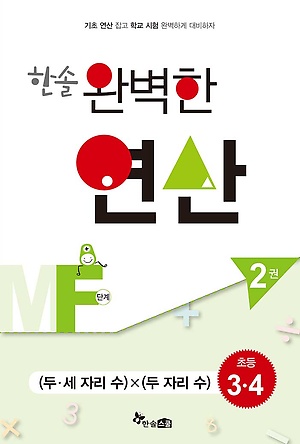 기초 연산 잡고 학교 시험 완벽하게 대비하자
한솔 완벽한
연산
MF 단계
2권
(두·세 자리 수)×(두 자리 수)
초등
3·4
한솔스쿨